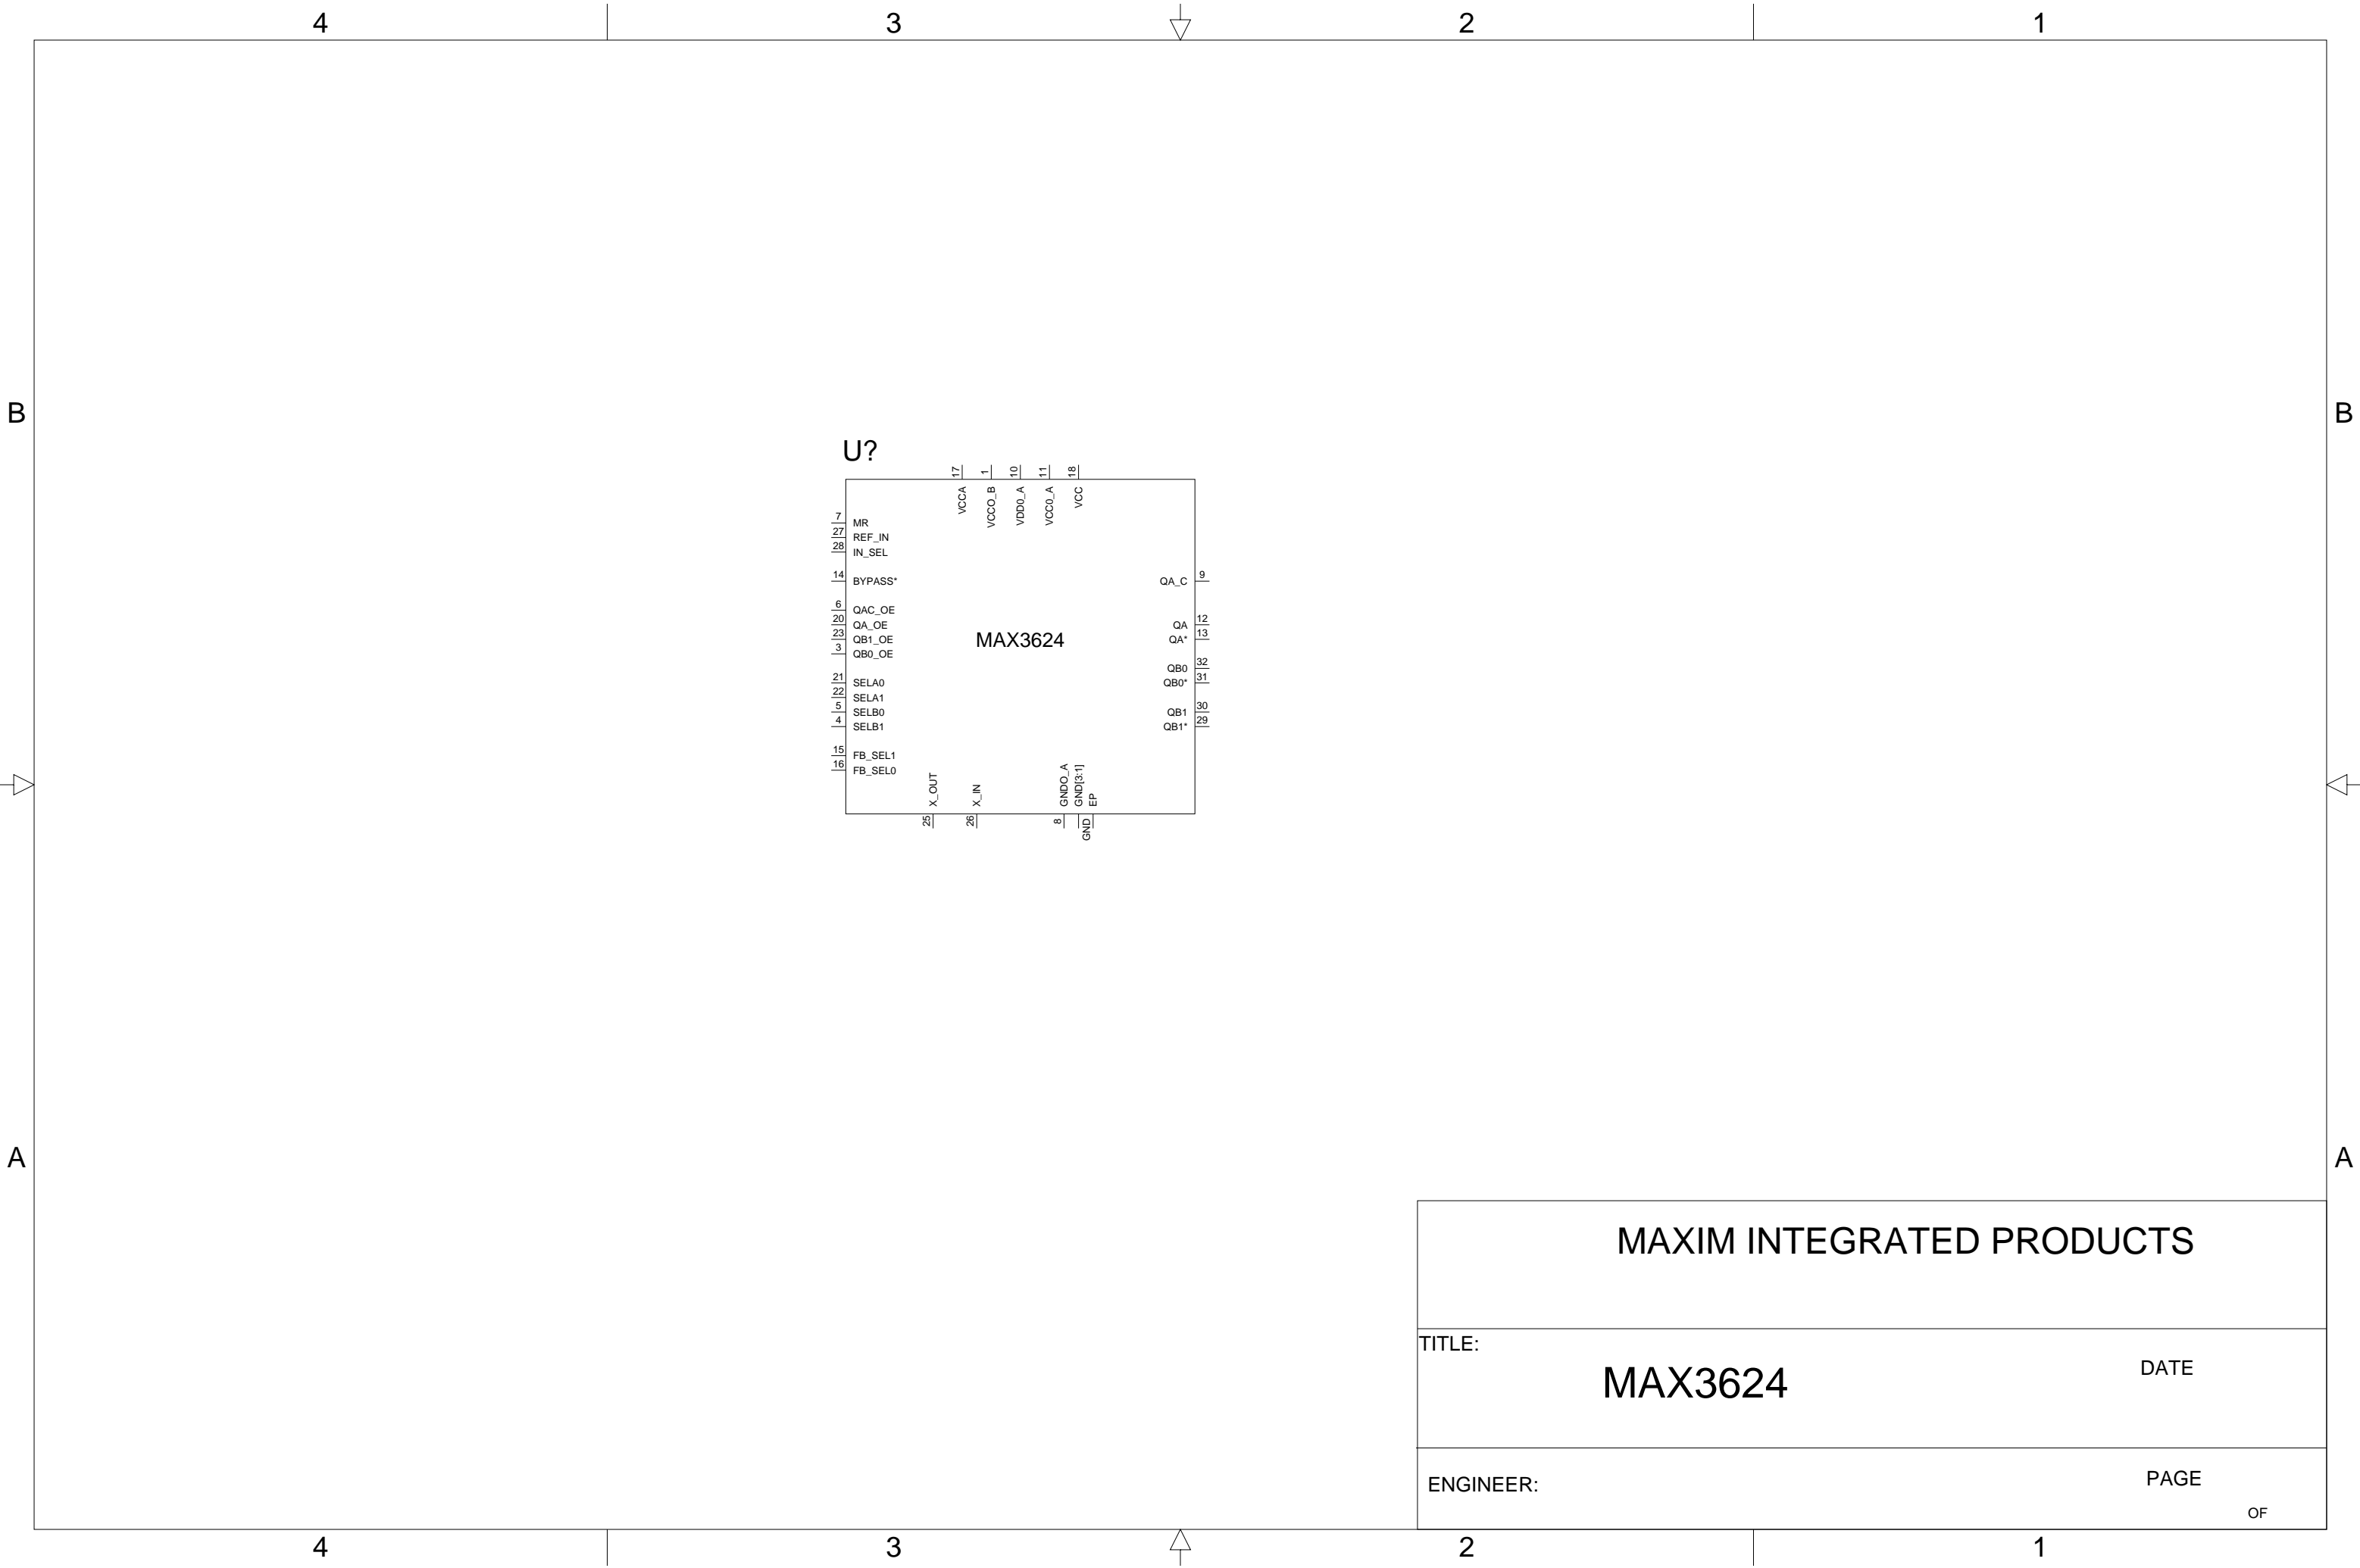 4 3 2 1
B B
U?
17 1 10 11 18
VCCA VCCO_B VDD0_A VCC0_A VCC
7 MR
27 REF_IN
28 IN_SEL
14 BYPASS* QA_C 9
6 QAC_OE
20 QA_OE QA 12
23 QB1_OE MAX3624 QA* 13
3 QB0_OE
QB0 32
21 SELA0 QB0* 31
22 SELA1
5 SELB0 QB1 30
4 SELB1 QB1* 29
15 FB_SEL1
16 FB_SEL0
X_OUT X_IN GNDO_A GND[3:1] EP
25 26 8 GND
A A
MAXIM INTEGRATED PRODUCTS
TITLE:
MAX3624 DATE
ENGINEER: PAGE
OF
4 3 2 1